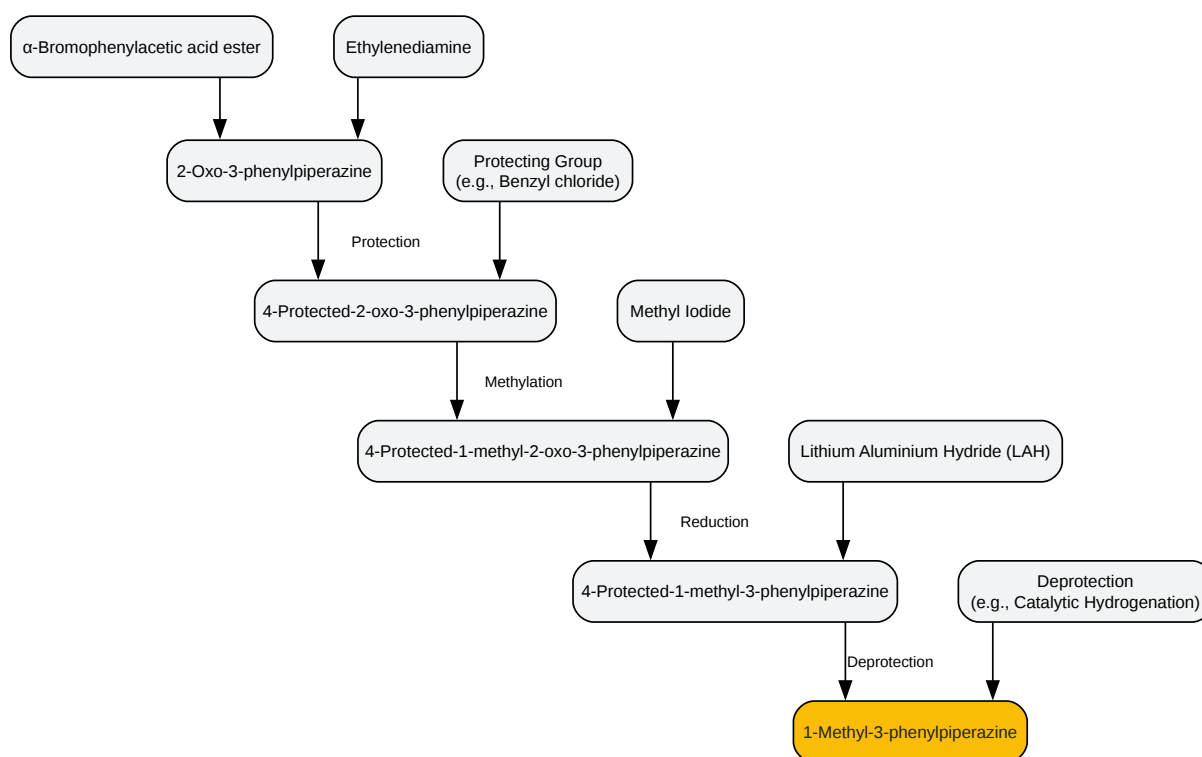 α-Bromophenylacetic acid ester
Ethylenediamine
2-Oxo-3-phenylpiperazine
Protecting Group
(e.g., Benzyl chloride)
Protection
4-Protected-2-oxo-3-phenylpiperazine
Methyl Iodide
Methylation
4-Protected-1-methyl-2-oxo-3-phenylpiperazine
Lithium Aluminium Hydride (LAH)
Reduction
4-Protected-1-methyl-3-phenylpiperazine
Deprotection
(e.g., Catalytic Hydrogenation)
Deprotection
1-Methyl-3-phenylpiperazine